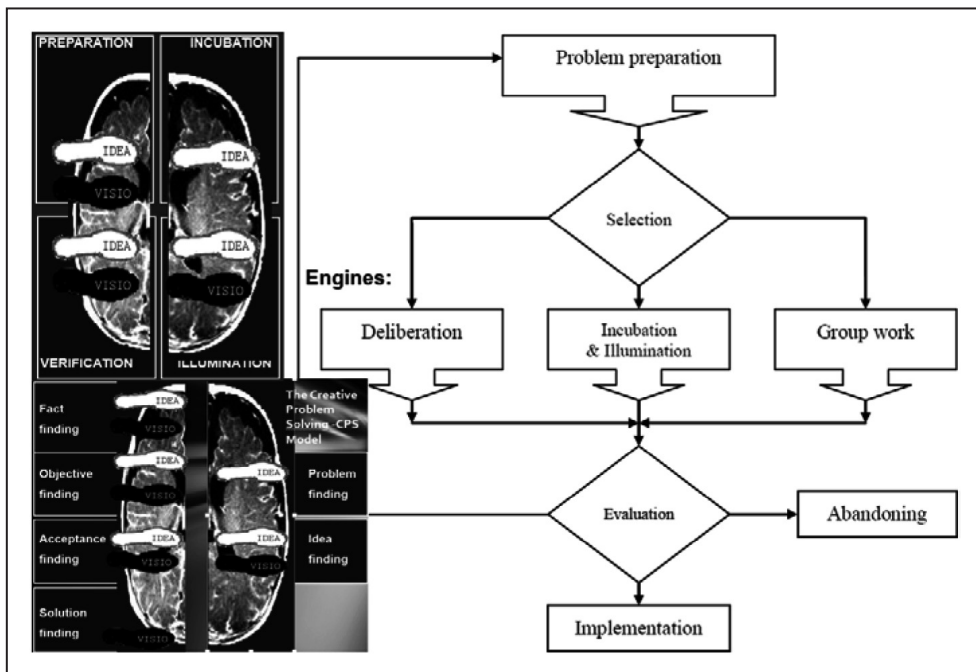 PREPARATION
INCUBATION
IDEA
IDEA
VISIO
IDEA
IDEA
VISIO
VISIO
VERIFICATION
ILLUMINATION
Fact
finding
IDEA
VISIO
The Creative
Problem
Solving -CPS
Model
Objective
finding
IDEA
VISIO
IDEA
Problem
finding
Acceptance
finding
IDEA
VISIO
IDEA
VISIO
Idea
finding
Solution
finding
VISIO
Problem preparation
Selection
Engines:
Deliberation
Incubation
& Illumination
Group work
Evaluation
Abandoning
Implementation